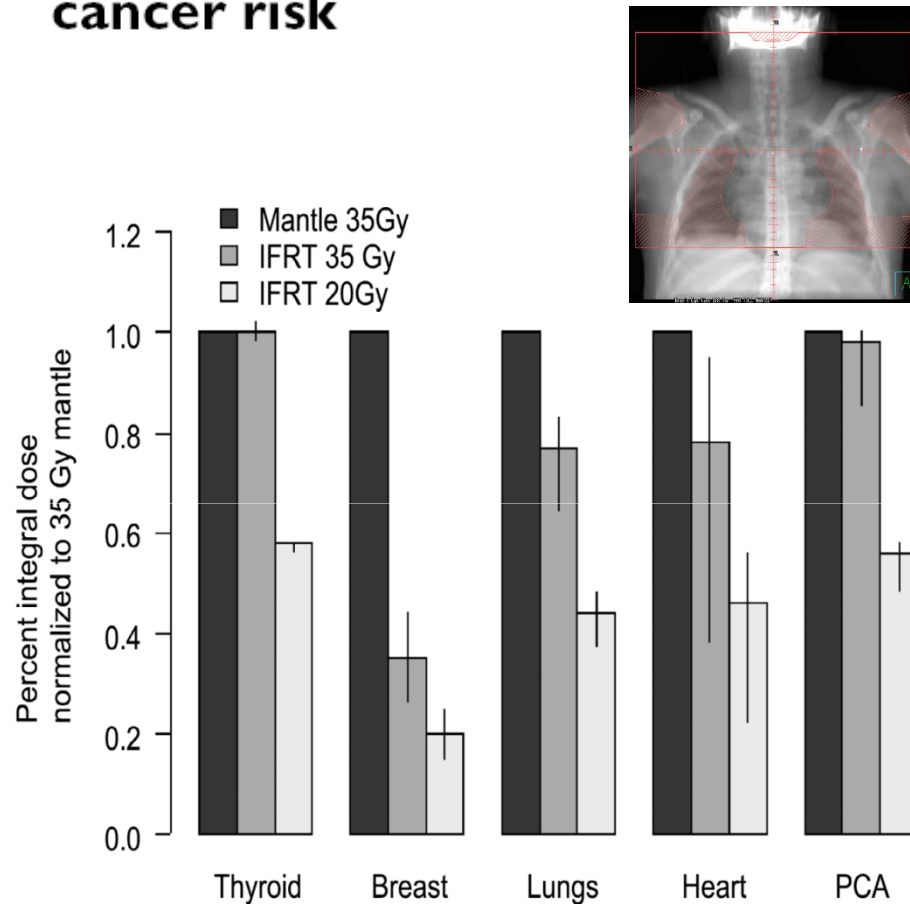 cancer risk
Mantle 35Gy
IFRT 35 Gy
IFRT 20Gy
Percent integral dose
normalized to 35 Gy mantle
1.2
1.0
0.8
0.6
0.4
0.2
0.0
Thyroid
Breast
Lungs
Heart
PCA
A